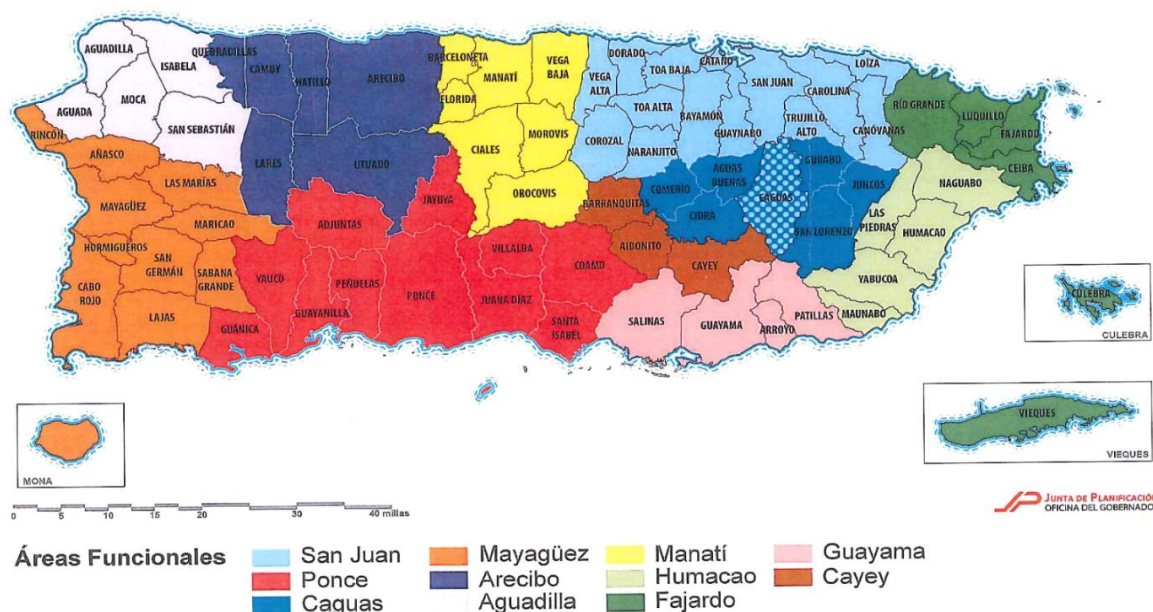 AGUADILLA
ISABELA
QUEBRADILLAS
CAMUY
HATILLO
ARECIBO
BARCELONETA
MANATÍ
VEGA
BAJA
DORADO
VEGA
ALTA
TOA BAJA
CATAÑO
SAN JUAN
LOÍZA
CAROLINA
RÍO GRANDE
LUQUILLO
FAJARDO
CEIBA
AGUADA
MOCA
SAN SEBASTIÁN
FLORIDA
TOA ALTA
BAYAMÓN
GUAYNABO
TRUJILLO
ALTO
CANÓVANAS
RINCÓN
AÑASCO
LARES
UTUADO
CIALES
MOROVIS
COROZAL
NARANJITO
LAS MARÍAS
MAYAGÜEZ
MARICAO
ADJUNTAS
JAYUYA
OROCOVIS
BARRANQUITAS
COMERÍO
AGUAS
BUENAS
CIDRA
CAGUAS
GURABO
JUNCOS
SAN LORENZO
LAS
PIEDRAS
NAGUABO
HUMACAO
HORMIGUEROS
SAN
GERMÁN
SABANA
GRANDE
YAUCO
PEÑUELAS
PONCE
VILLALBA
COAMO
AIBONITO
CAYEY
YABUCOA
CABO
ROJO
LAJAS
GUÁNICA
GUAYANILLA
JUANA DÍAZ
SANTA
ISABEL
SALINAS
GUAYAMA
ARROYO
PATILLAS
MAUNABO
CULEBRA
CULEBRA
VIEQUES
VIEQUES
MONA
0 5 10 15 20 30 40 millas
JP JUNTA DE PLANIFICACIÓN
OFICINA DEL GOBERNADO
Áreas Funcionales
San Juan
Mayagüez
Manatí
Guayama
Ponce
Arecibo
Humacao
Cayey
Caguas
Aguadilla
Fajardo